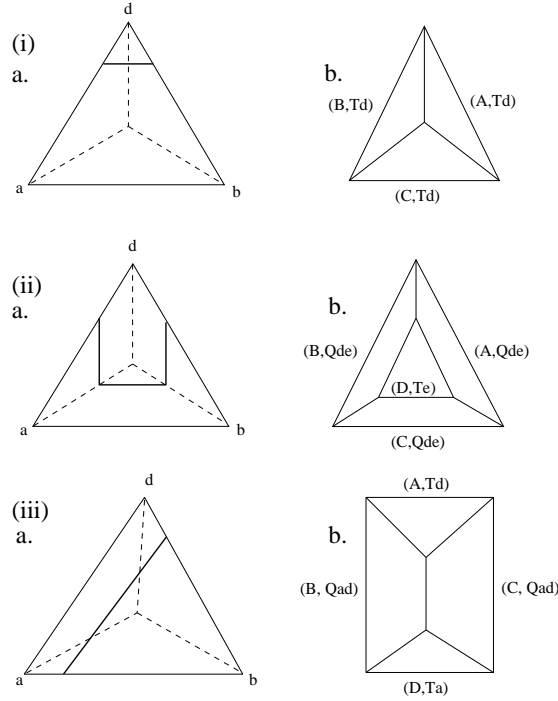 (i)
a.
d
a
b
b.
(B,Td)
(A,Td)
(C,Td)
(ii)
a.
d
a
b
b.
(B,Qde)
(A,Qde)
(D,Te)
(C,Qde)
(iii)
a.
d
a
b
b.
(A,Td)
(B, Qad)
(C, Qad)
(D,Ta)